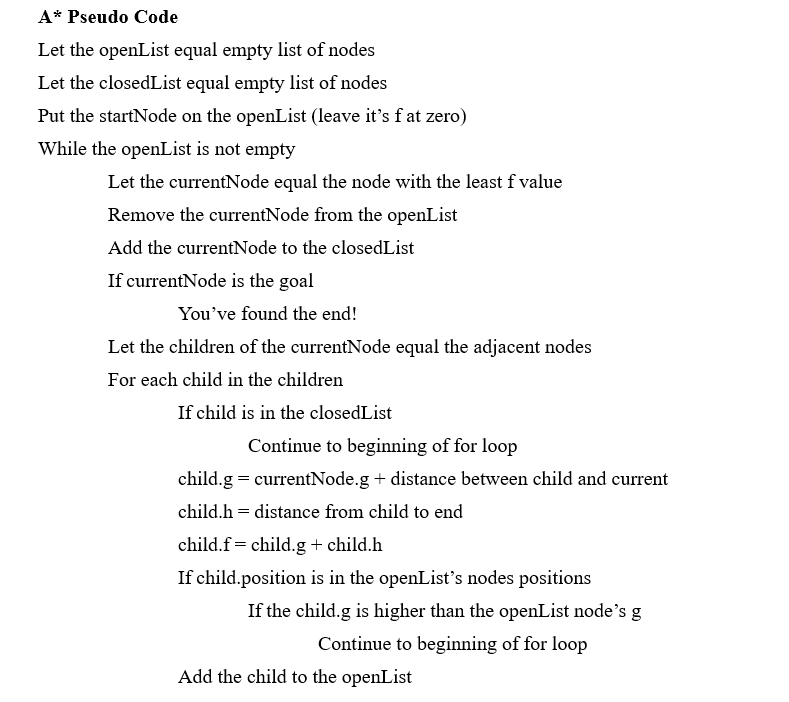 A* Pseudo Code
Let the openList equal empty list of nodes
Let the closedList equal empty list of nodes
Put the startNode on the openList (leave it’s f at zero)
While the openList is not empty
Let the currentNode equal the node with the least f value
Remove the currentNode from the openList
Add the currentNode to the closedList
If currentNode is the goal
You’ve found the end!
Let the children of the currentNode equal the adjacent nodes
For each child in the children
If child is in the closedList
Continue to beginning of for loop
child.g = currentNode.g + distance between child and current
child.h = distance from child to end
child.f = child.g + child.h
If child.position is in the openList’s nodes positions
If the child.g is higher than the openList node’s g
Continue to beginning of for loop
Add the child to the openList